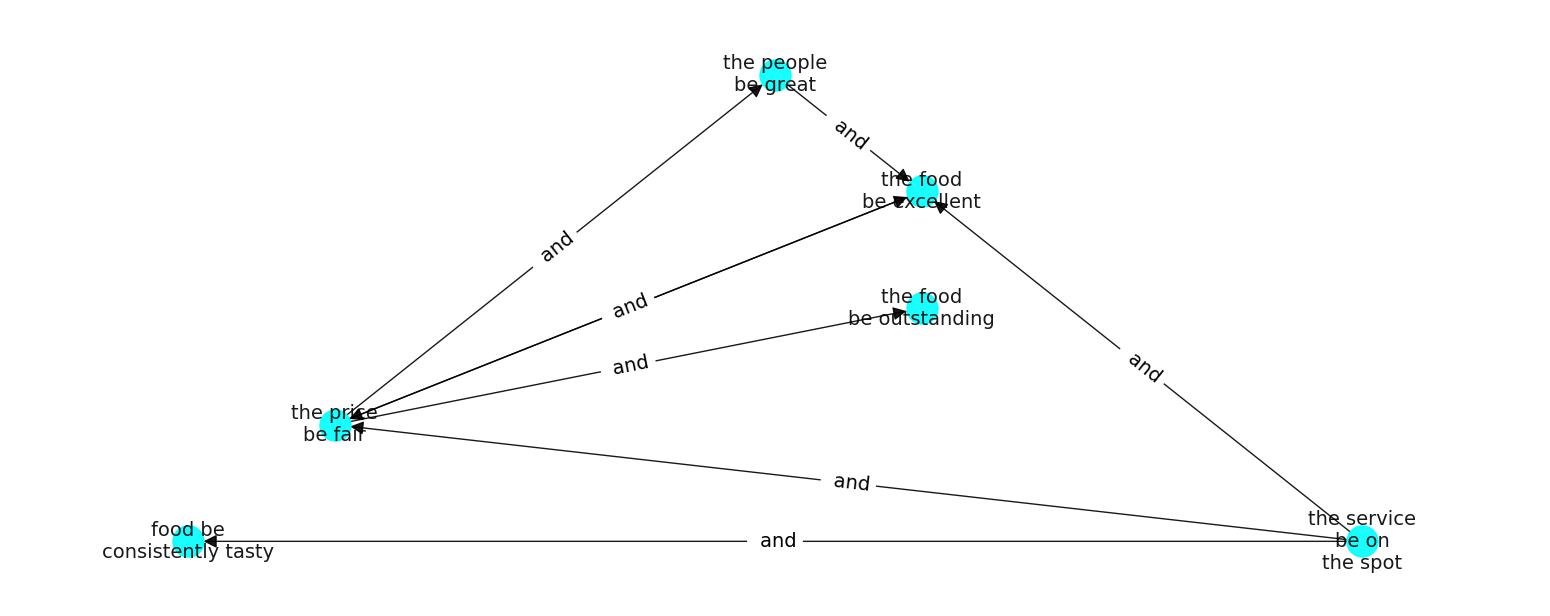 the people
be great
and
the food
be excellent
and
and
the food
be outstanding
and
and
the price
be fair
and
food be
consistently tasty
and
the service
be on
the spot